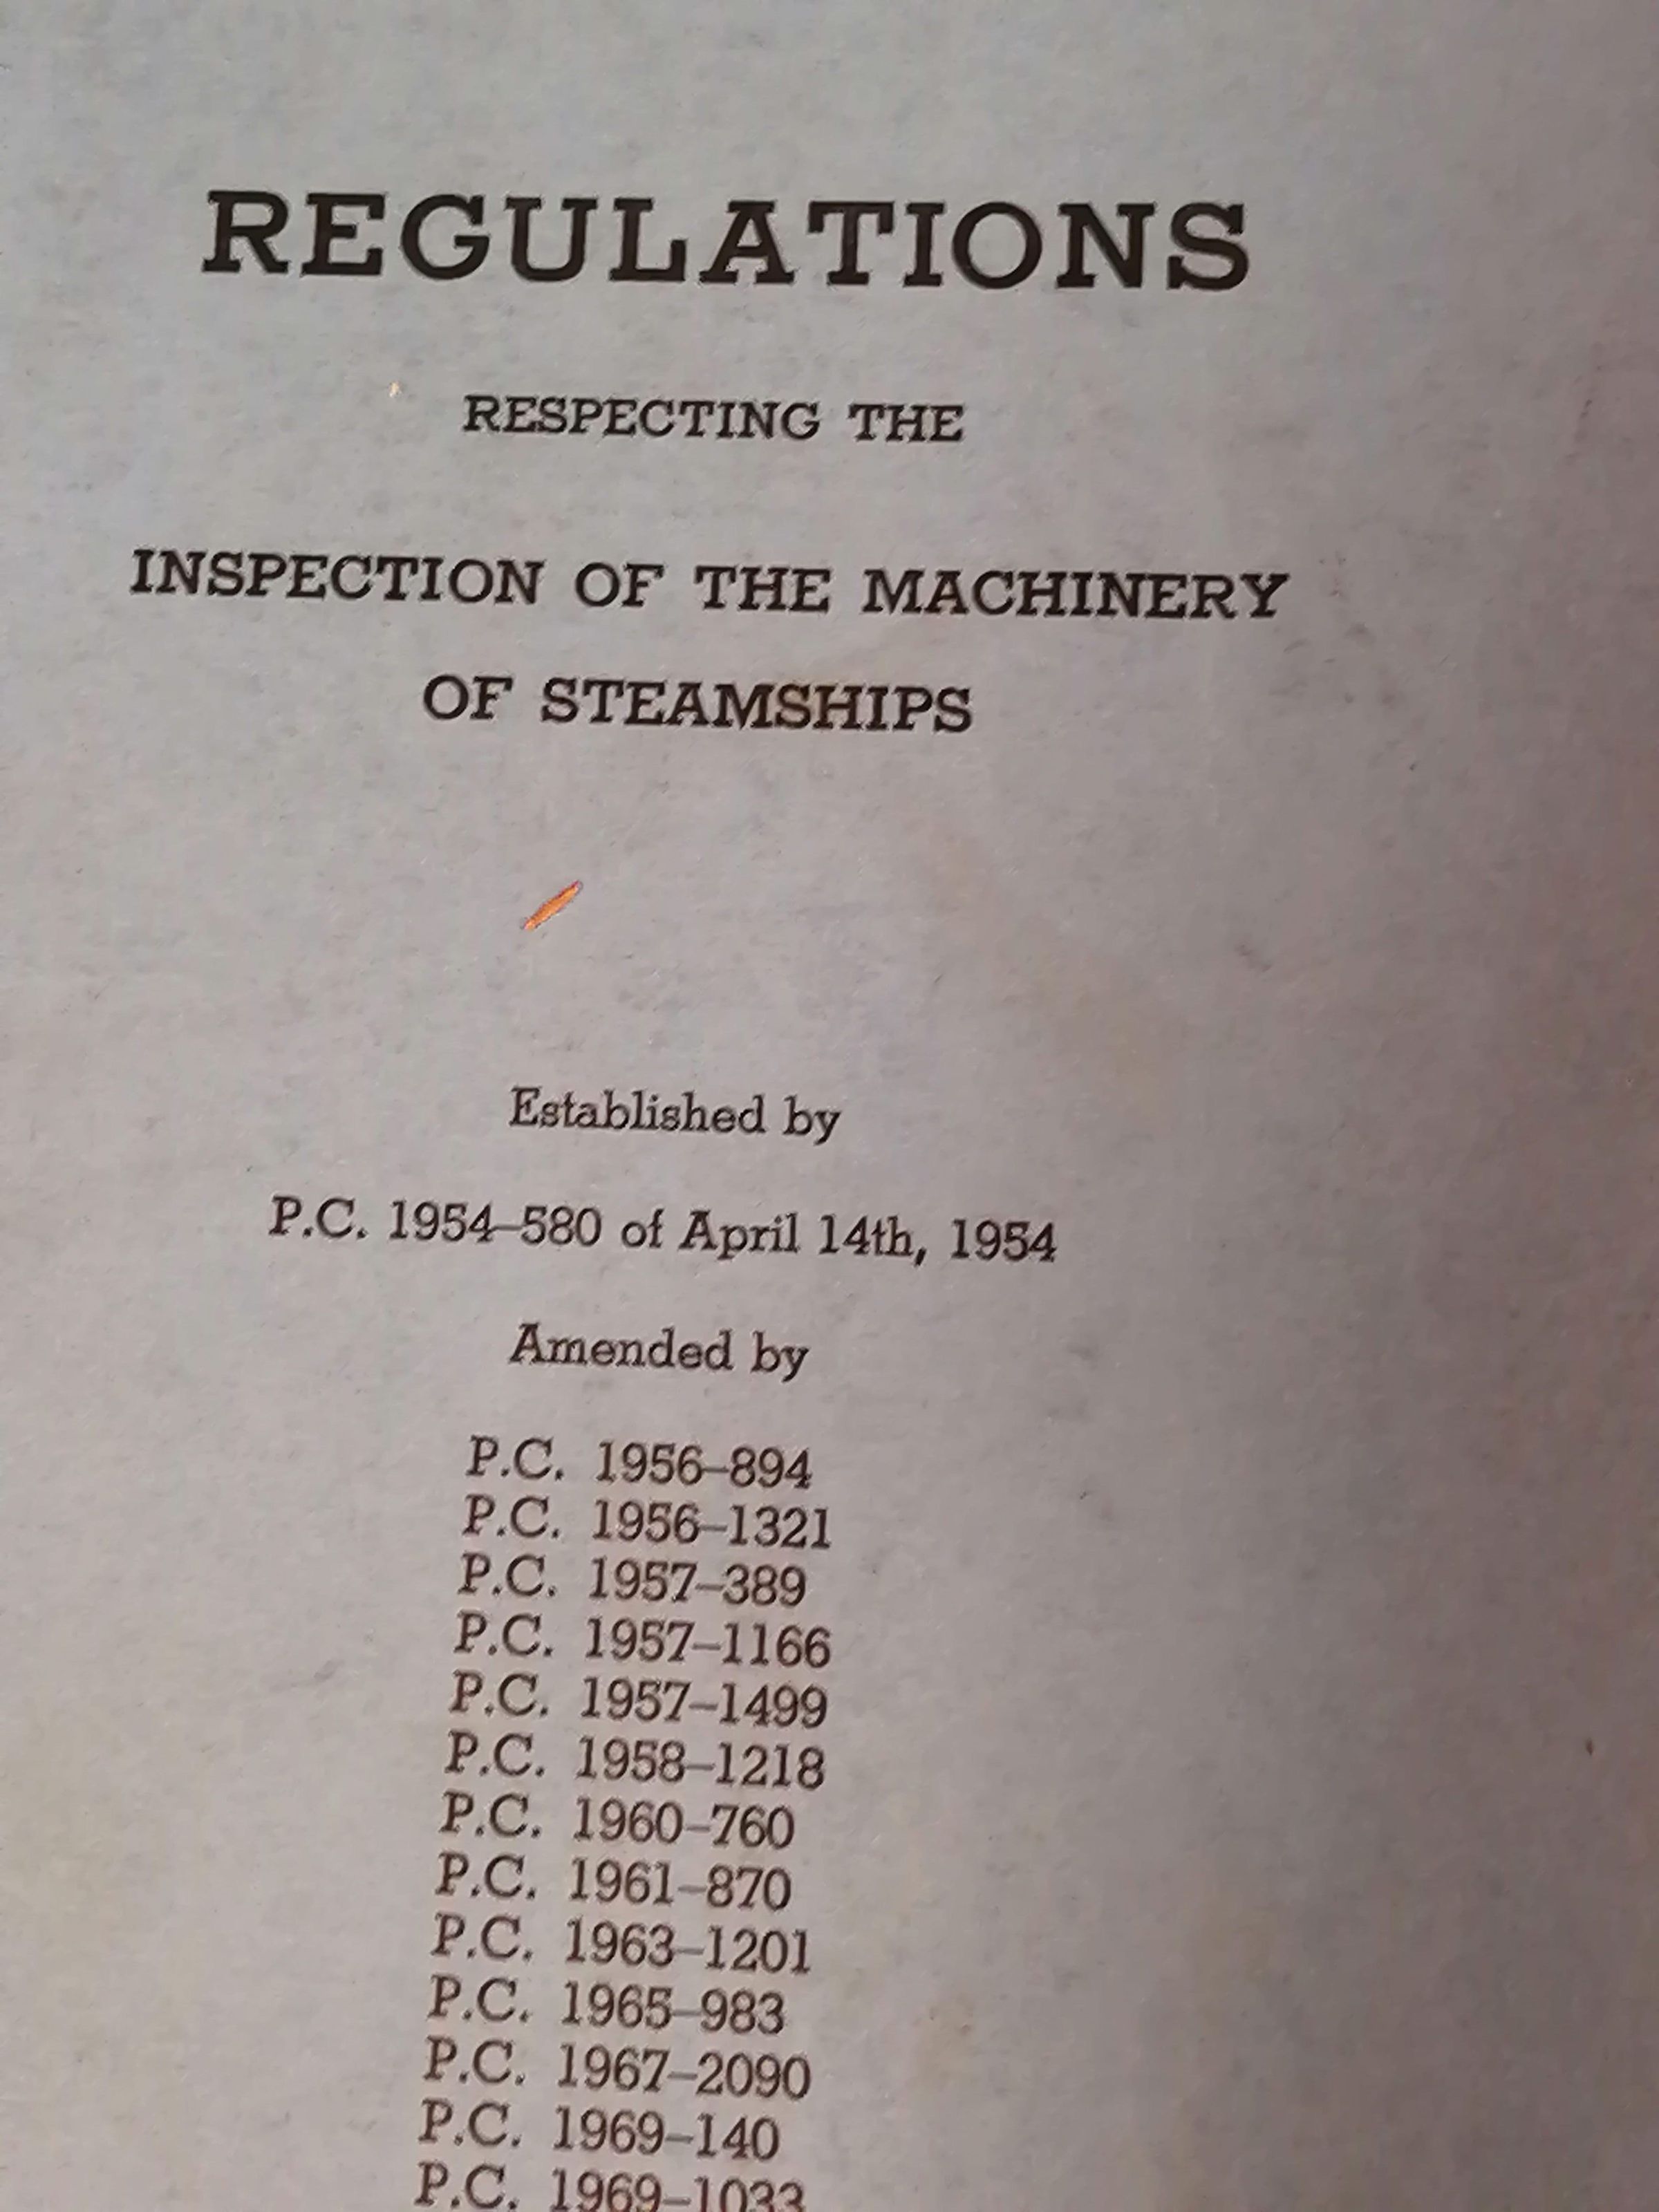 REGULATIONS
RESPECTING THE
INSPECTION OF THE MACHINERY
OF STEAMSHIPS
Established by
P.C. 1954–580 of April 14th, 1954
Amended by
P.C. 1956–894
P.C. 1956–1321
P.C. 1957–389
P.C. 1957–1166
P.C. 1957–1499
P.C. 1958–1218
P.C. 1960–760
P.C. 1961–870
P.C. 1963–1201
P.C. 1965–983
P.C. 1967–2090
P.C. 1969–140
P.C. 1969–1033